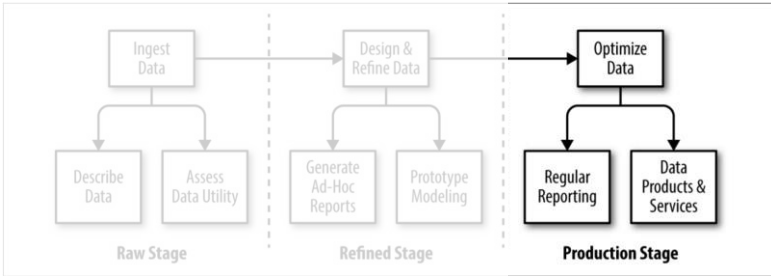 Ingest
Data
Design &
Refine Data
Optimize
Data
Describe
Data
Assess
Data Utility
Generate
Ad-Hoc
Reports
Prototype
Modeling
Regular
Reporting
Data
Products &
Services
Raw Stage
Refined Stage
Production Stage